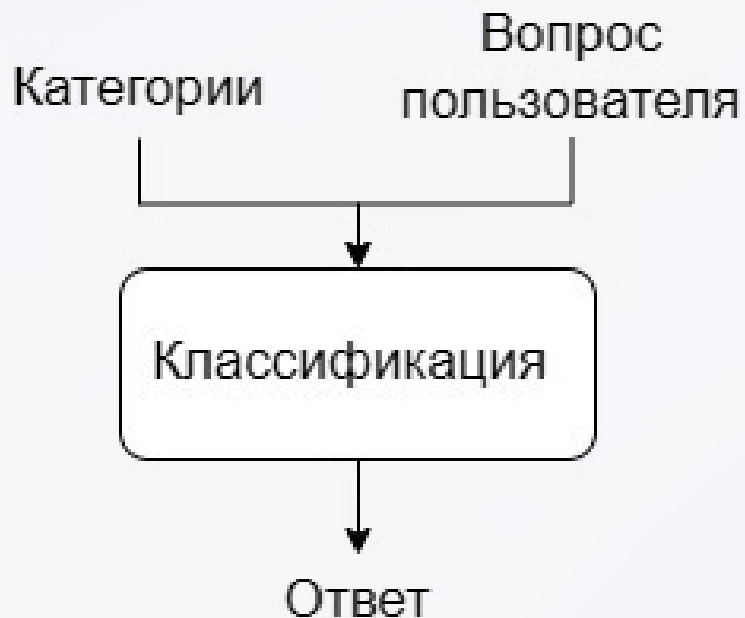 Категории
Вопрос
пользователя
Классификация
Ответ